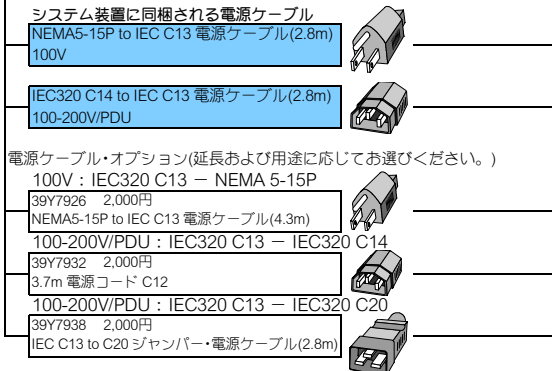 システム装置に同梱される電源ケーブル
NEMA5-15P to IEC C13 電源ケーブル(2.8m)
100V
IEC320 C14 to IEC C13 電源ケーブル(2.8m)
100-200V/PDU
電源ケーブル・オプション(延長および用途に応じてお選びください。)
100V：IEC320 C13 － NEMA 5-15P
39Y7926 2,000円
NEMA5-15P to IEC C13 電源ケーブル(4.3m)
100-200V/PDU：IEC320 C13 － IEC320 C14
39Y7932 2,000円
3.7m 電源コード C12
100-200V/PDU：IEC320 C13 － IEC320 C20
39Y7938 2,000円
IEC C13 to C20 ジャンパー・電源ケーブル(2.8m)